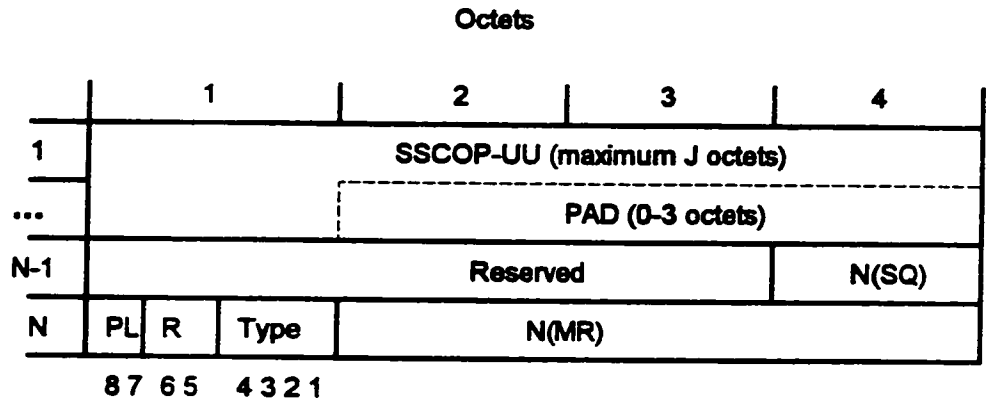 Octets
1 2 3 4
1 SSCOP-UU (maximum J octets)
... PAD (0-3 octets)
N-1 Reserved N(SQ)
N PL R Type N(MR)
8 7 6 5 4 3 2 1